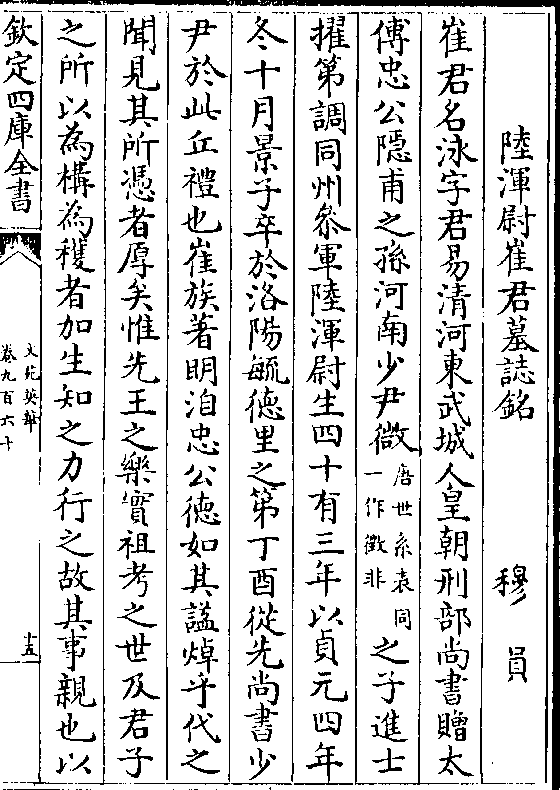 陸渾尉崔君墓誌銘　穆員
崔君名泳字君易清河東武城人皇朝刑部尚書贈太
傅忠公隱甫之孫河南少尹微唐世系表同一作徵非之子進士
擢第調同州叅軍陸渾尉生四十有三年以貞元四年
冬十月景子卒於洛陽毓德里之第丁酉從先尚書少
尹於此丘禮也崔族著明洎忠公德如其謚焯乎代之
聞見其所憑者厚矣惟先王之樂實祖考之世及君子
之所以為構為穫者加生知之力行之故其事親也以
欽定四庫全書
文苑英華
卷九百六十
十五